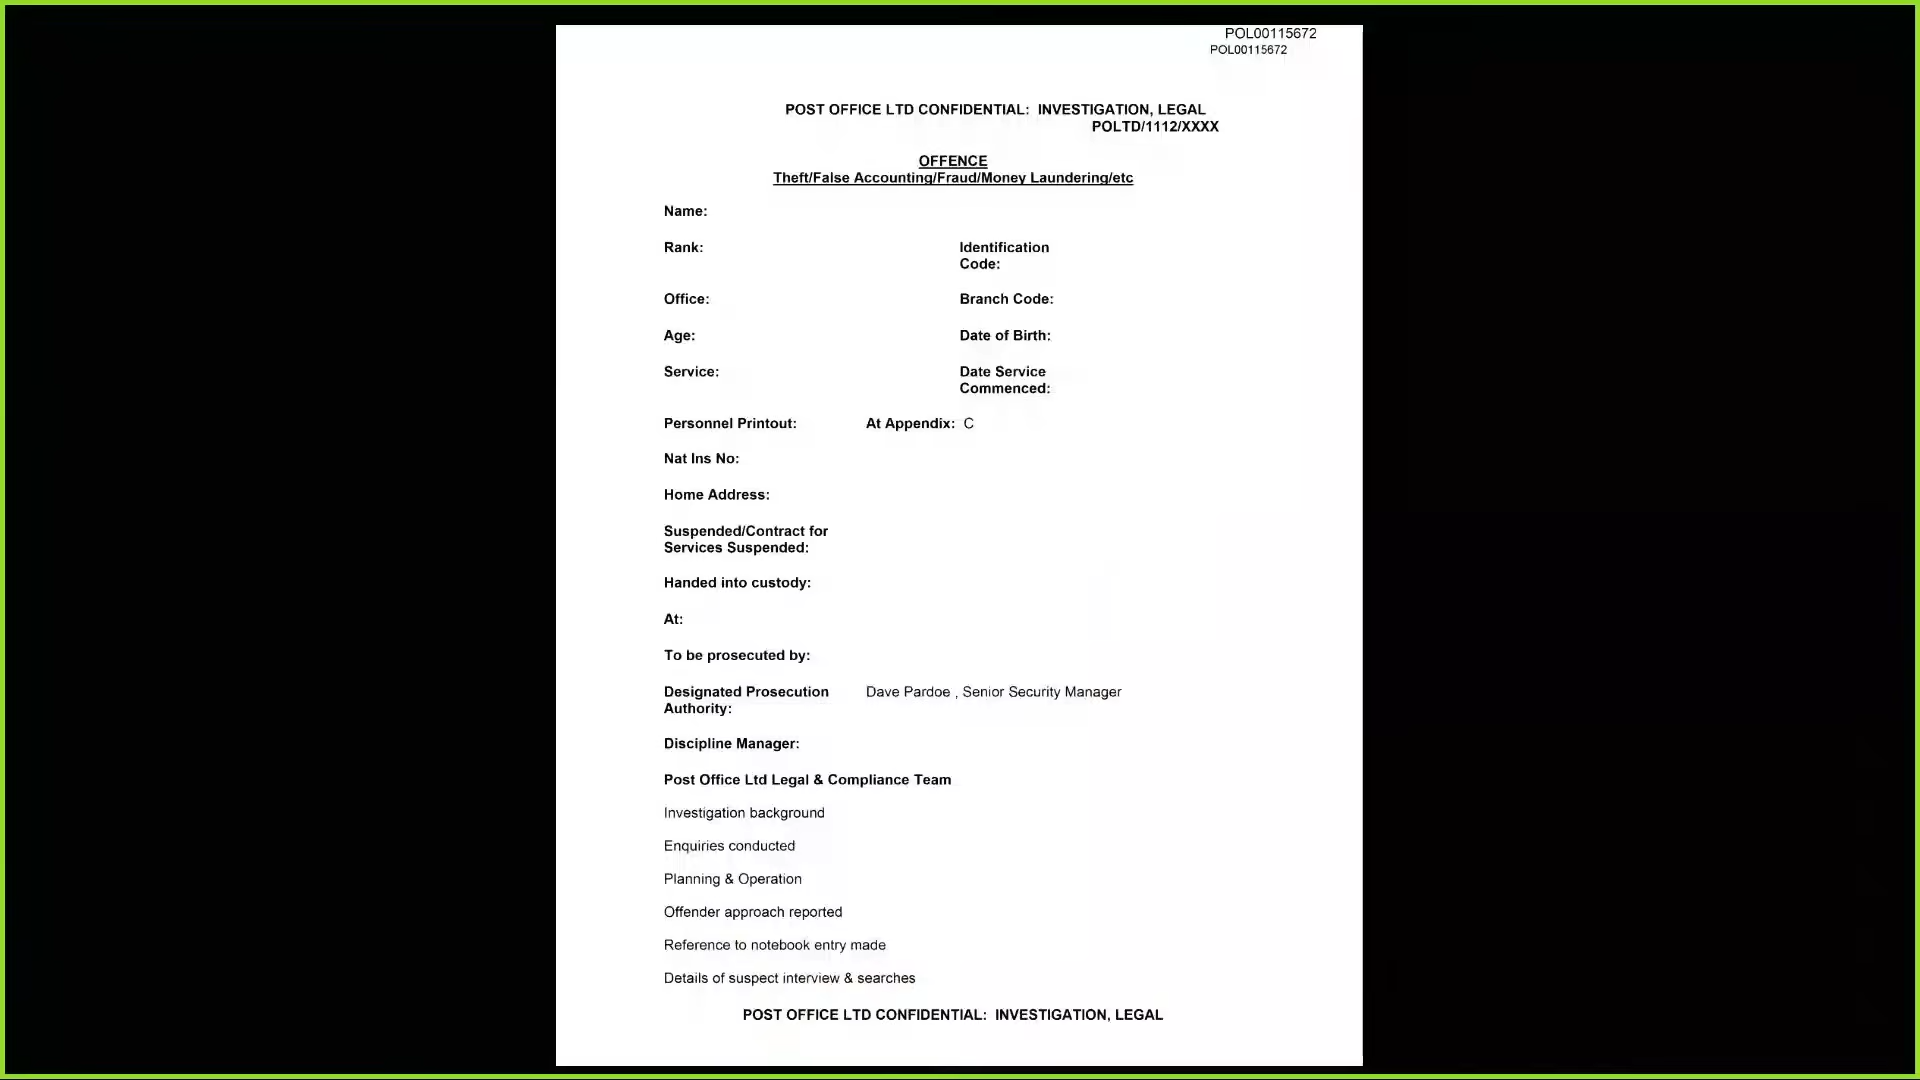 POL00115672
POL00115672
POST OFFICE LTD CONFIDENTIAL: INVESTIGATION, LEGAL
POLTD/1112/XXXX
OFFENCE
Theft/False Accounting/Fraud/Money Laundering/etc
Name:
Rank:
Identification
Code:
Office:
Branch Code:
Age:
Date of Birth:
Service:
Date Service
Commenced:
Personnel Printout:
At Appendix: C
Nat Ins No:
Home Address:
Suspended/Contract for
Services Suspended:
Handed into custody:
At:
To be prosecuted by:
Designated Prosecution
Authority:
Dave Pardoe , Senior Security Manager
Discipline Manager:
Post Office Ltd Legal & Compliance Team
Investigation background
Enquiries conducted
Planning & Operation
Offender approach reported
Reference to notebook entry made
Details of suspect interview & searches
POST OFFICE LTD CONFIDENTIAL: INVESTIGATION, LEGAL